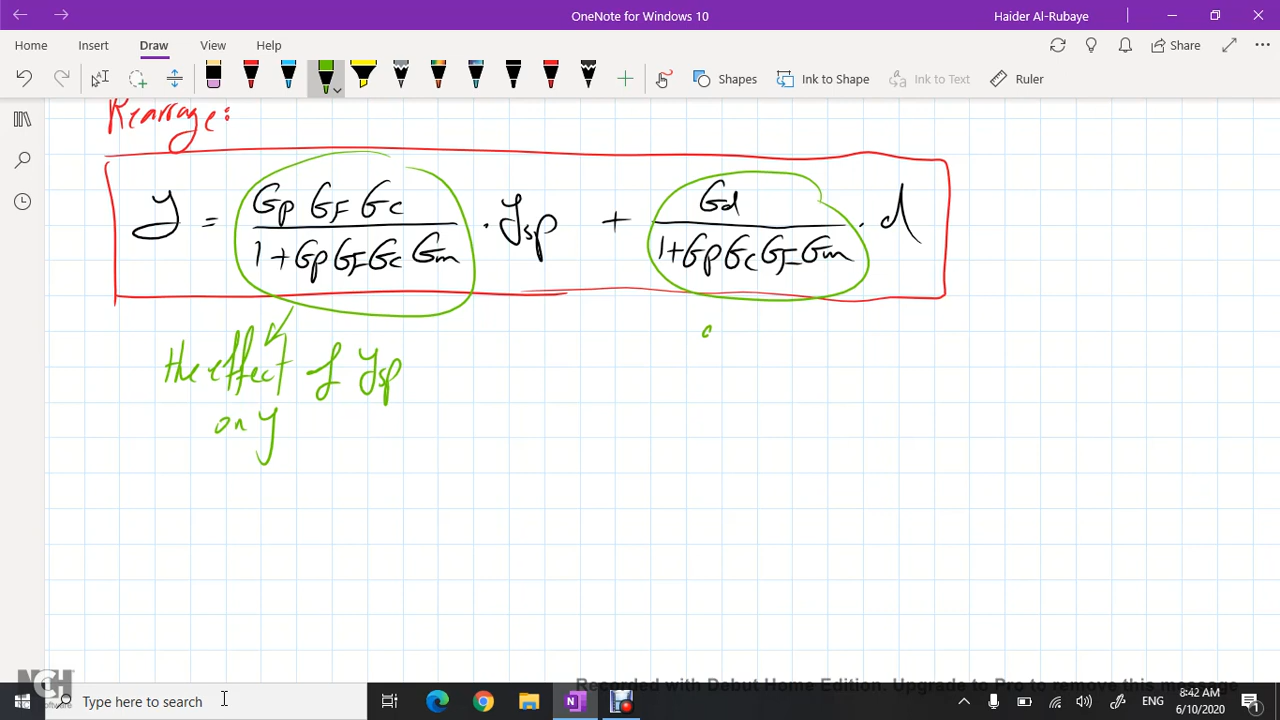 OneNote for Windows 10
Haider Al-Rubaye
Home Insert Draw View Help
Share
Shapes Ink to Shape Ink to Text Ruler
Rearrage:
y = Gp GF Gc / 1+Gp GF Gc Gm . ysp + Gd / 1+Gp Gc GF Gm . d
the effect of ysp
on y
NCH
Software
Recorded with Debut Home Edition. Upgrade to Pro to remove this message
Type here to search
ENG
8:42 AM
6/10/2020